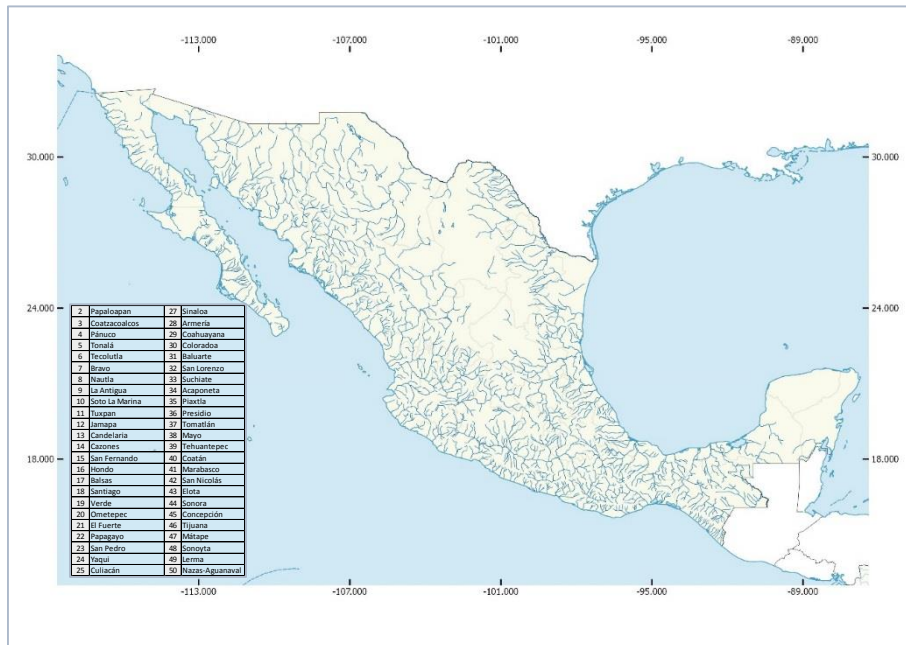 -113.000 -107.000 -101.000 -95.000 -89.000
30.000 30.000
24.000 24.000
2 Papaloapan 27 Sinaloa
3 Coatzacoalcos 28 Armería
4 Pánuco 29 Coahuayana
5 Tonalá 30 Coloradoa
6 Tecolutla 31 Baluarte
7 Bravo 32 San Lorenzo
8 Nautla 33 Suchiate
9 La Antigua 34 Acaponeta
10 Soto La Marina 35 Piaxtla
11 Tuxpan 36 Presidio
12 Jamapa 37 Tomatlán
13 Candelaria 38 Mayo
14 Cazones 39 Tehuantepec
15 San Fernando 40 Coatán
16 Hondo 41 Marabasco
17 Balsas 42 San Nicolás
18 Santiago 43 Elota
19 Verde 44 Sonora
20 Ometepec 45 Concepción
21 El Fuerte 46 Tijuana
22 Papagayo 47 Mátape
23 San Pedro 48 Sonoyta
24 Yaqui 49 Lerma
25 Culiacán 50 Nazas-Aguanaval
18.000 18.000
-113.000 -107.000 -101.000 -95.000 -89.000